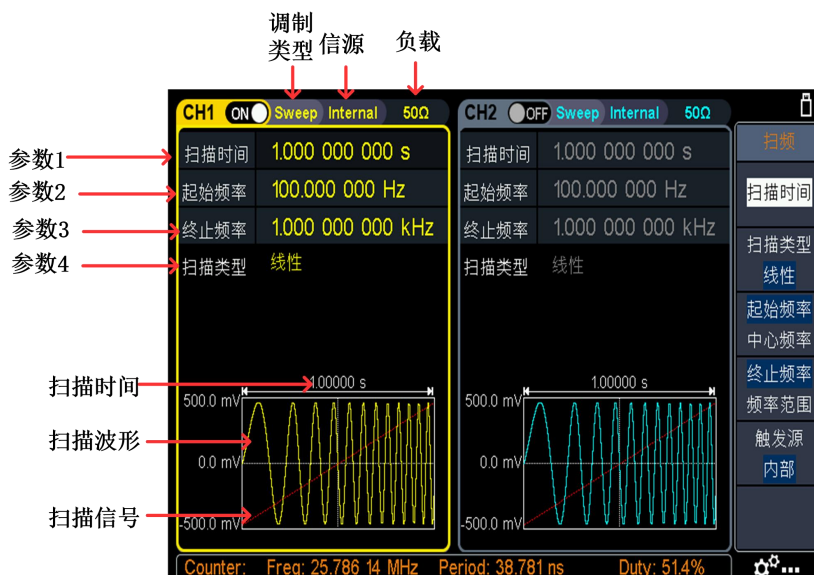 调制
类型 信源 负载
CH1 ON Sweep Internal 50Ω CH2 OFF Sweep Internal 50Ω
扫频
参数1 扫描时间 1.000 000 000 s 扫描时间 1.000 000 000 s 扫描时间
参数2 起始频率 100.000 000 Hz 起始频率 100.000 000 Hz
参数3 终止频率 1.000 000 000 kHz 终止频率 1.000 000 000 kHz 扫描类型
参数4 扫描类型 线性 扫描类型 线性 线性
起始频率
中心频率
终止频率
扫描时间 1.00000 s 1.00000 s
500.0 mV 500.0 mV 频率范围
扫描波形 触发源
0.0 mV 0.0 mV 内部
扫描信号 -500.0 mV -500.0 mV
Counter: Freq: 25.786 14 MHz Period: 38.781 ns Duty: 51.4%